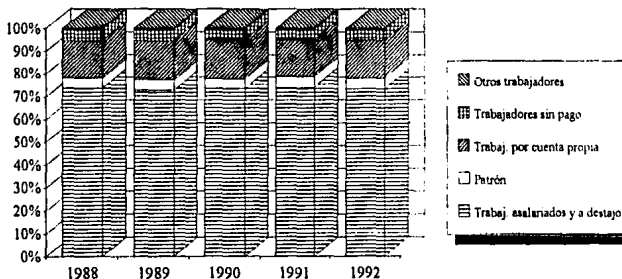 100%
90%
80%
70%
60%
50%
40%
30%
20%
10%
0%
1988 1989 1990 1991 1992
Otros trabajadores
Trabajadores sin pago
Trabaj. por cuenta propia
Patrón
Trabaj. asalariados y a destajo